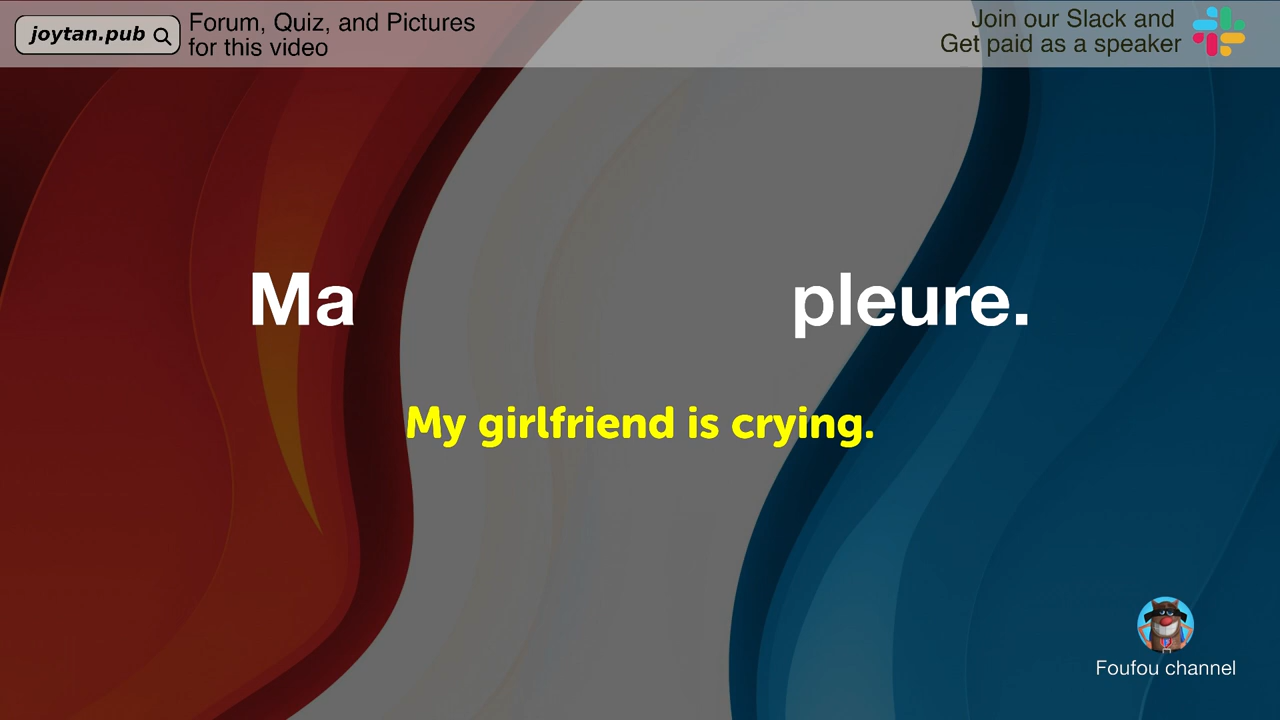 joytan.pub
Forum, Quiz, and Pictures
for this video
Join our Slack and
Get paid as a speaker
Ma pleure.
My girlfriend is crying.
Foufou channel